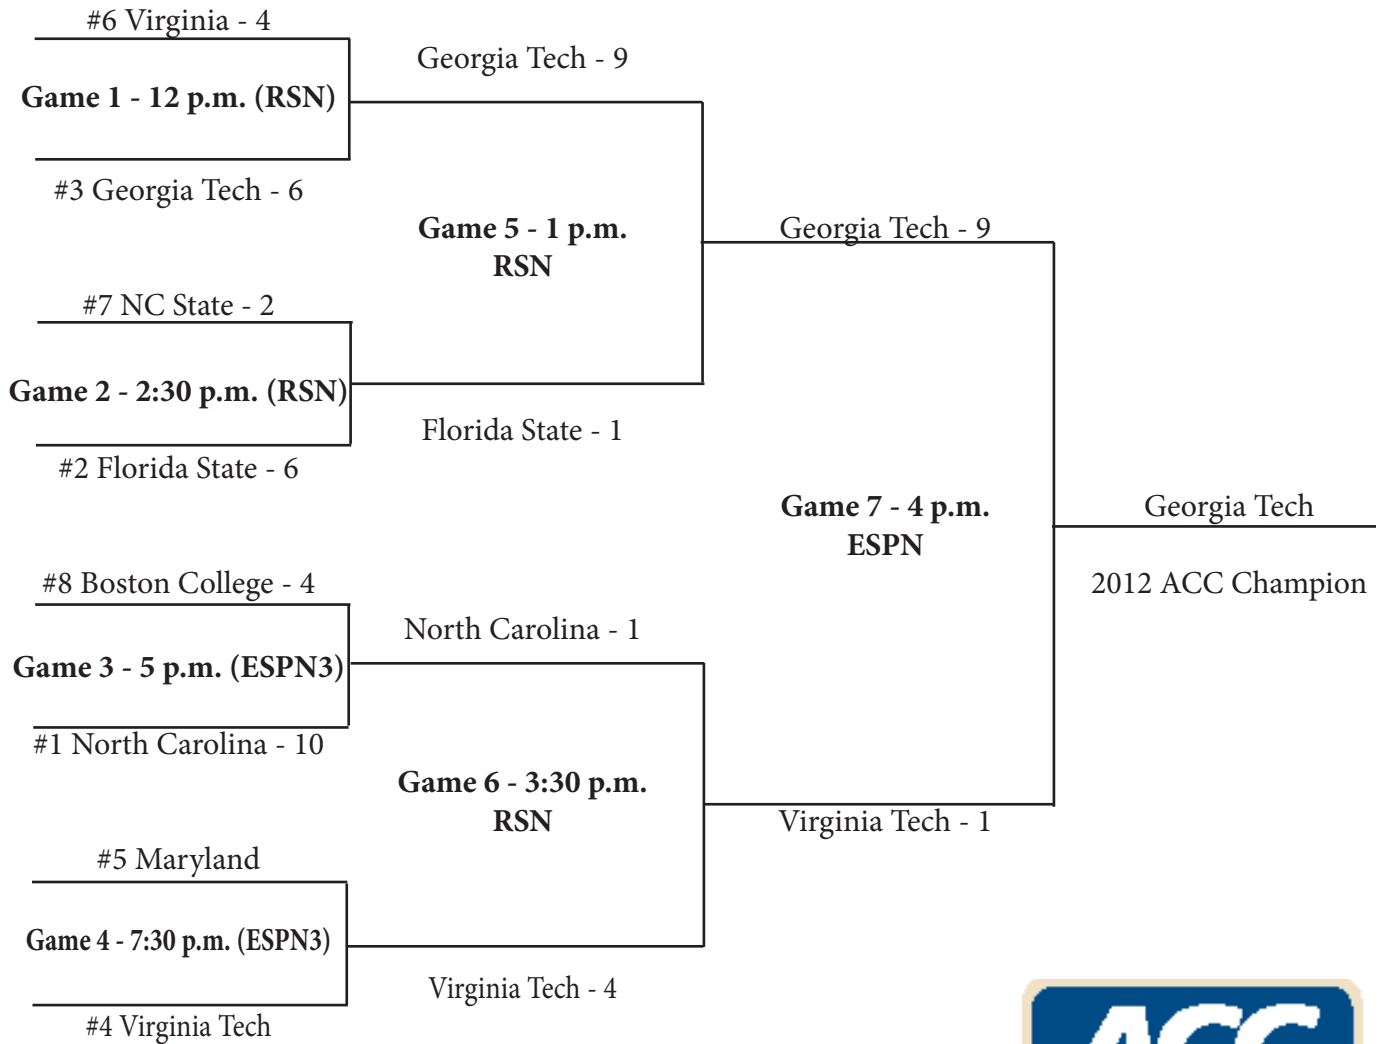 #6 Virginia - 4
Georgia Tech - 9
Game 1 - 12 p.m. (RSN)
#3 Georgia Tech - 6
Game 5 - 1 p.m.
RSN
Georgia Tech - 9
#7 NC State - 2
Game 2 - 2:30 p.m. (RSN)
Florida State - 1
#2 Florida State - 6
Game 7 - 4 p.m.
ESPN
Georgia Tech
2012 ACC Champion
#8 Boston College - 4
North Carolina - 1
Game 3 - 5 p.m. (ESPN3)
#1 North Carolina - 10
Game 6 - 3:30 p.m.
RSN
Virginia Tech - 1
#5 Maryland
Game 4 - 7:30 p.m. (ESPN3)
Virginia Tech - 4
#4 Virginia Tech
ACC